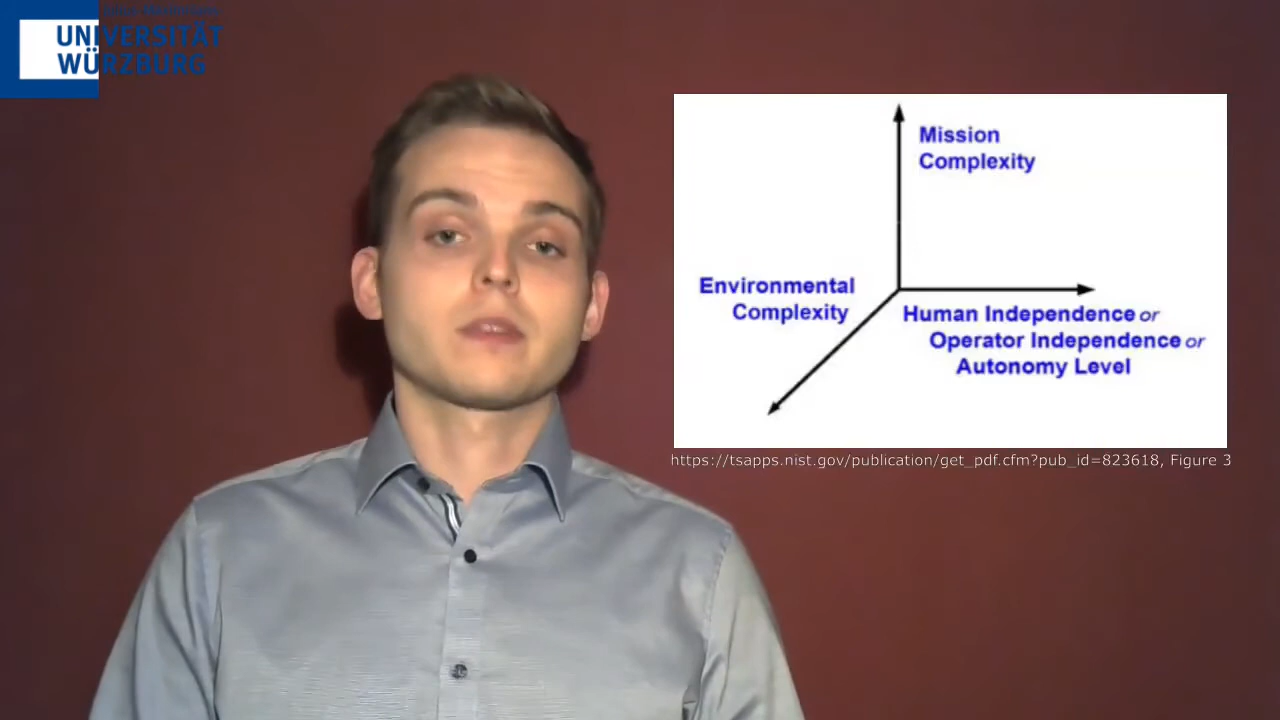 UNIVERSITÄT
WÜRZBURG
Mission
Complexity
Environmental
Complexity
Human Independence or
Operator Independence or
Autonomy Level
https://tsapps.nist.gov/publication/get_pdf.cfm?pub_id=823618, Figure 3